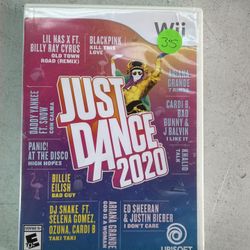 Wii
35
LIL NAS X FT.
BILLY RAY CYRUS
OLD TOWN
ROAD (REMIX)
BLACKPINK
KILL THIS
LOVE
ARIANA
GRANDE
7 RINGS
DADDY YANKEE
FT. SNOW
CON CALMA
CARDI B,
BAD
BUNNY &
J BALVIN
I LIKE IT
JUST
DANCE
2020
PANIC!
AT THE
DISCO
HIGH HOPES
KHALID
TALK
BILLIE
EILISH
BAD GUY
DJ SNAKE FT.
SELENA GOMEZ,
OZUNA, CARDI B
TAKI TAKI
ARIANA GRANDE
GOD IS A WOMAN
ED SHEERAN
& JUSTIN BIEBER
I DON'T CARE
E
UBISOFT